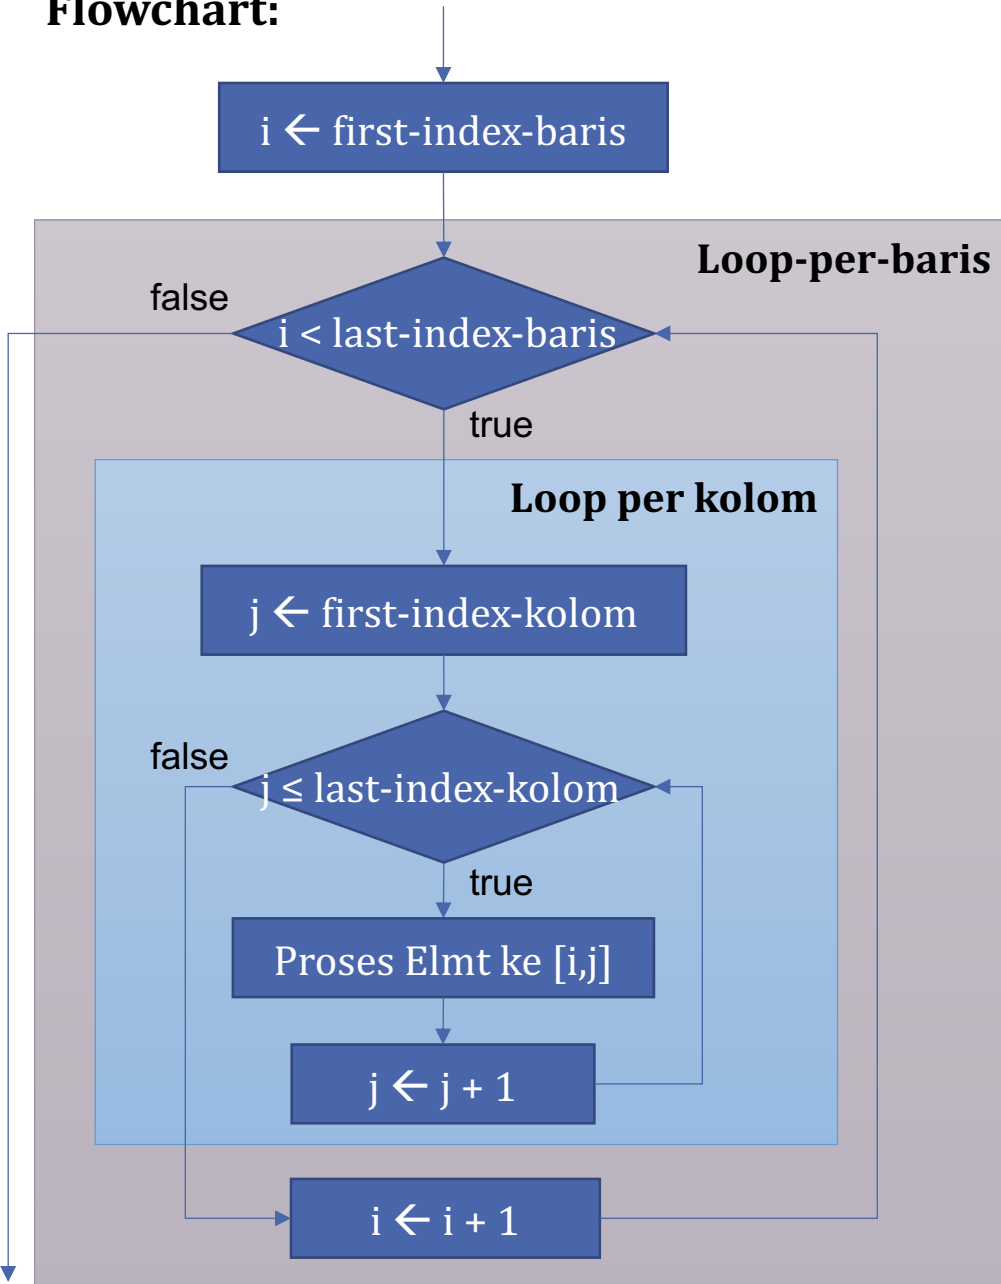 Flowchart:
i ← first-index-baris
Loop-per-baris
false
i < last-index-baris
true
Loop per kolom
j ← first-index-kolom
false
j ≤ last-index-kolom
true
Proses Elmt ke [i,j]
j ← j + 1
i ← i + 1